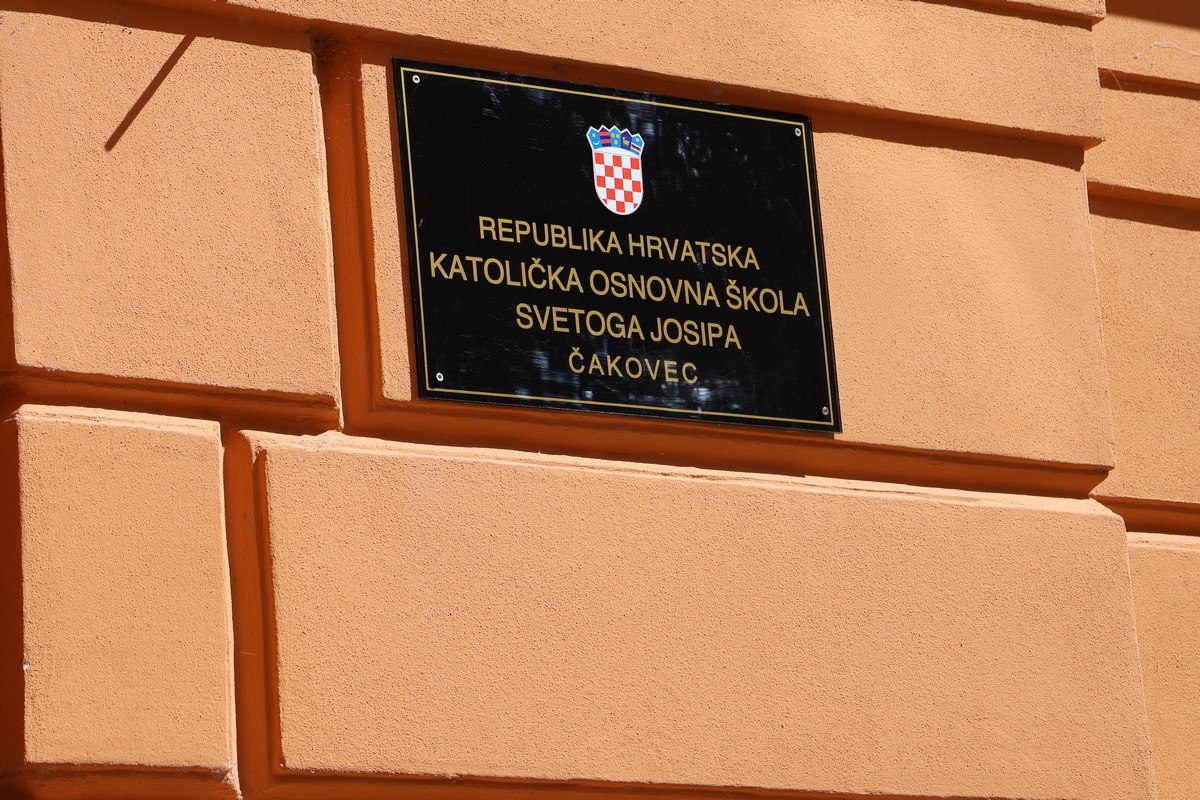 REPUBLIKA HRVATSKA
KATOLIČKA OSNOVNA ŠKOLA
SVETOGA JOSIPA
ČAKOVEC